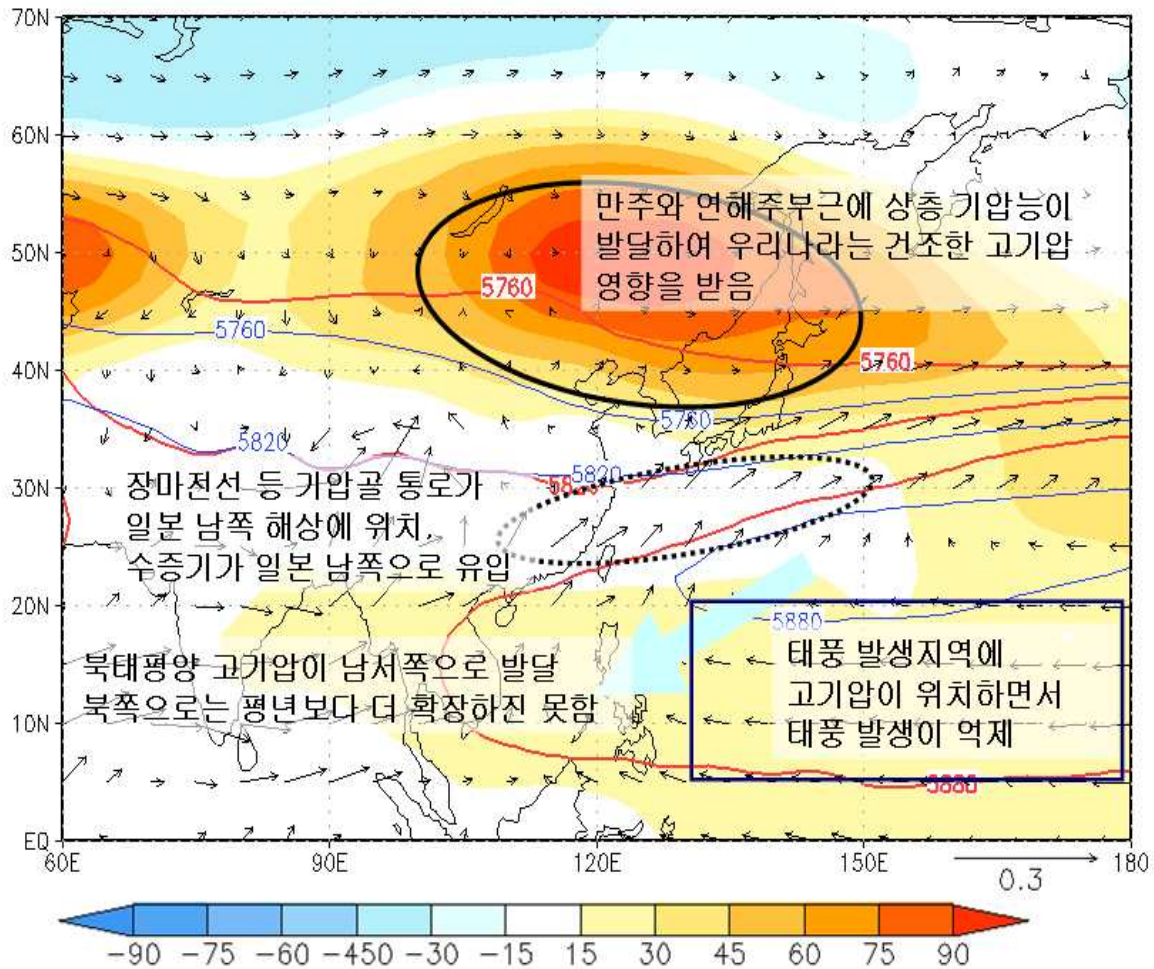 70N
60N
만주와 연해주부근에 상층 기압능이
발달하여 우리나라는 건조한 고기압
영향을 받음
50N
5760
5760
5760
40N
5760
5820
5820
30N
장마전선 등 기압골 통로가
일본 남쪽 해상에 위치,
수증기가 일본 남쪽으로 유입
20N
5880
북태평양 고기압이 남서쪽으로 발달
북쪽으로는 평년보다 더 확장하진 못함
태풍 발생지역에
고기압이 위치하면서
태풍 발생이 억제
10N
5880
EQ
60E 90E 120E 150E 180
0.3
-90 -75 -60 -450 -30 -15 15 30 45 60 75 90